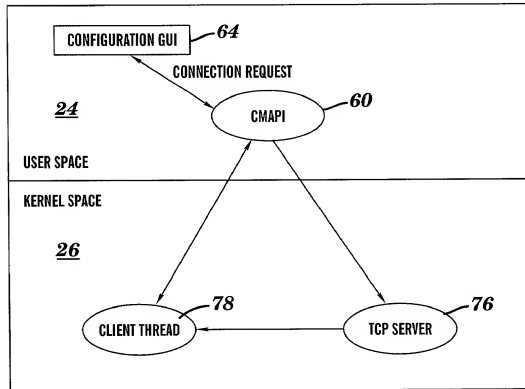 CONFIGURATION GUI
64
CONNECTION REQUEST
24
CMAPI
60
USER SPACE
KERNEL SPACE
26
78
76
CLIENT THREAD
TCP SERVER